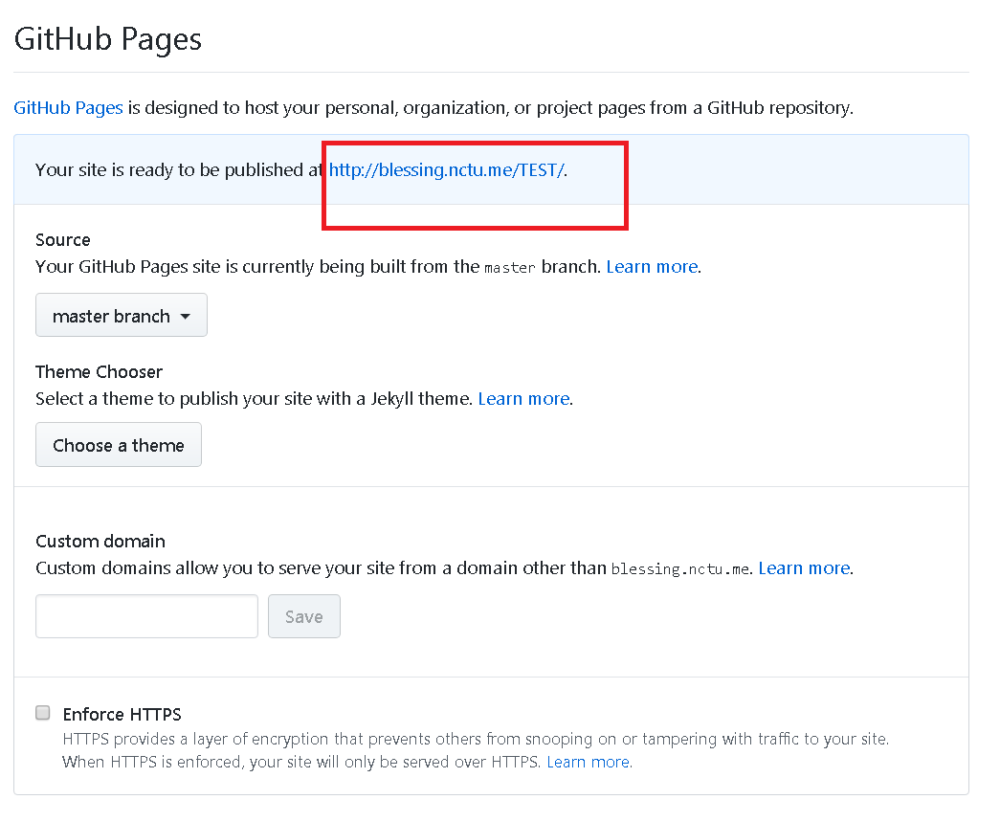 GitHub Pages
GitHub Pages is designed to host your personal, organization, or project pages from a GitHub repository.
Your site is ready to be published at http://blessing.nctu.me/TEST/.
Source
Your GitHub Pages site is currently being built from the master branch. Learn more.
master branch
Theme Chooser
Select a theme to publish your site with a Jekyll theme. Learn more.
Choose a theme
Custom domain
Custom domains allow you to serve your site from a domain other than blessing.nctu.me. Learn more.
Save
Enforce HTTPS
HTTPS provides a layer of encryption that prevents others from snooping on or tampering with traffic to your site.
When HTTPS is enforced, your site will only be served over HTTPS. Learn more.